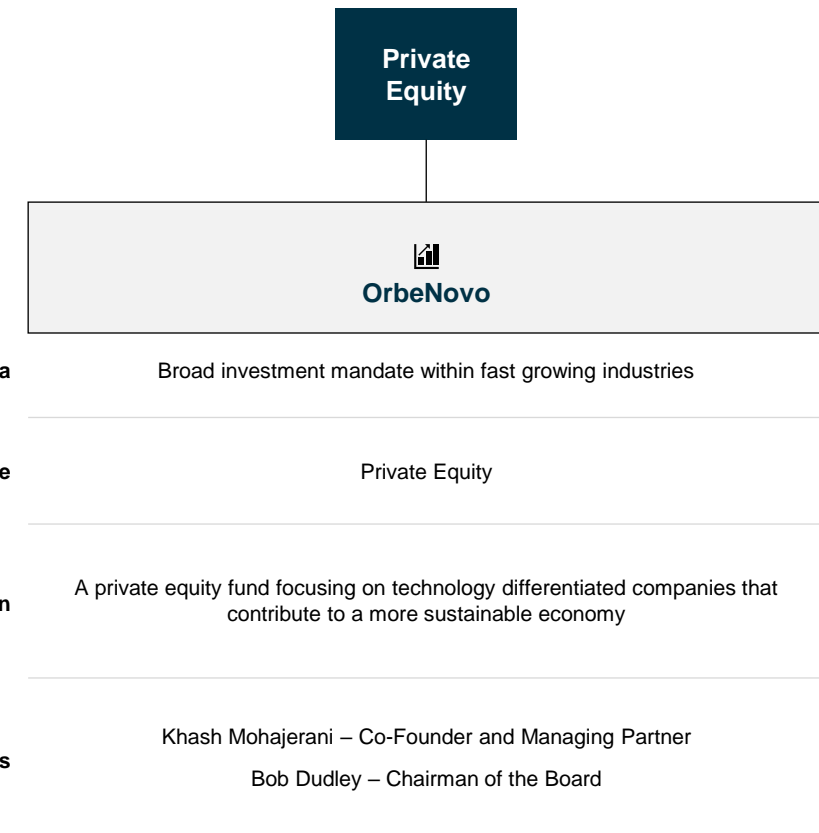 Private
Equity
OrbeNovo
a Broad investment mandate within fast growing industries
e Private Equity
n A private equity fund focusing on technology differentiated companies that
contribute to a more sustainable economy
s Khash Mohajerani – Co-Founder and Managing Partner
Bob Dudley – Chairman of the Board